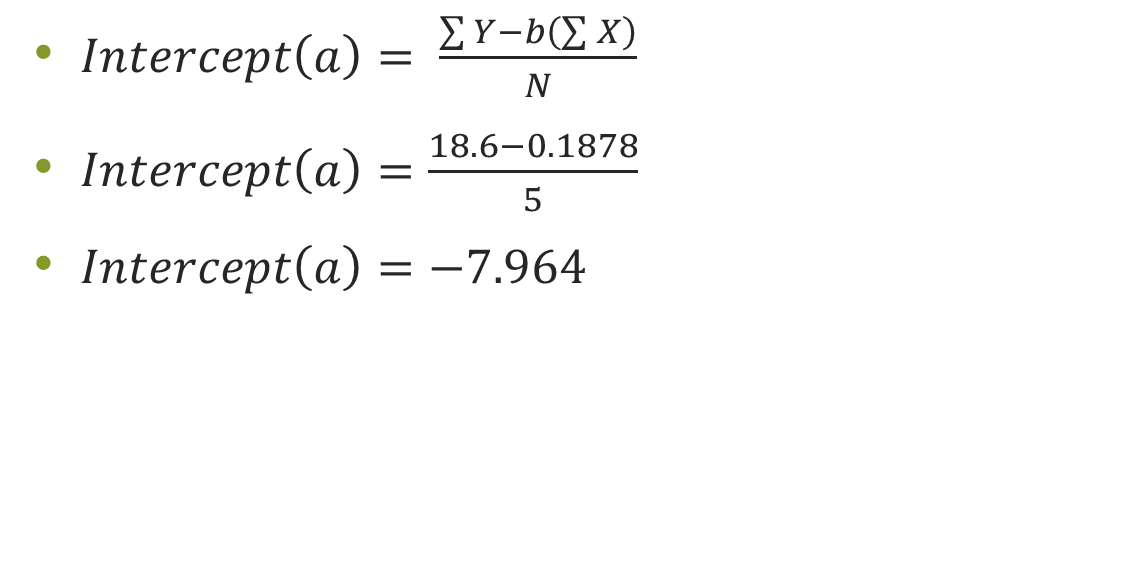 • Intercept(a) = (∑ Y−b(∑ X))/N
• Intercept(a) = (18.6−0.1878)/5
• Intercept(a) = −7.964